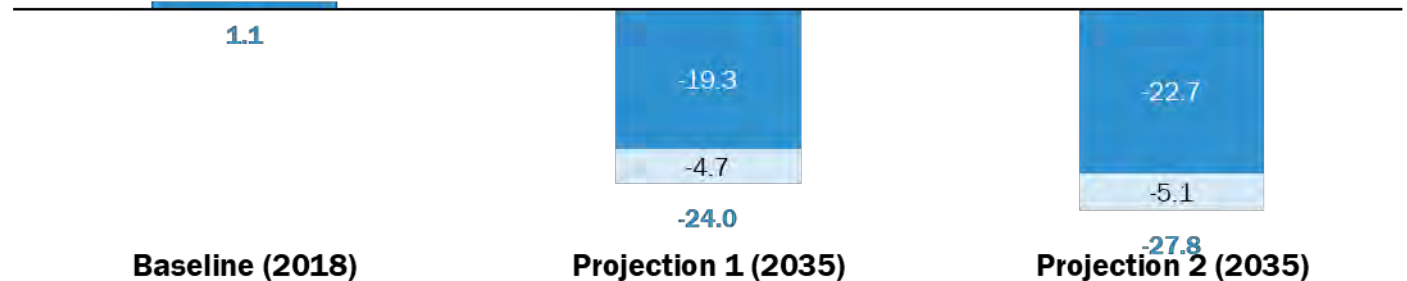 1.1
-19.3
-22.7
-4.7
-5.1
-24.0
-27.8
Baseline (2018)
Projection 1 (2035)
Projection 2 (2035)